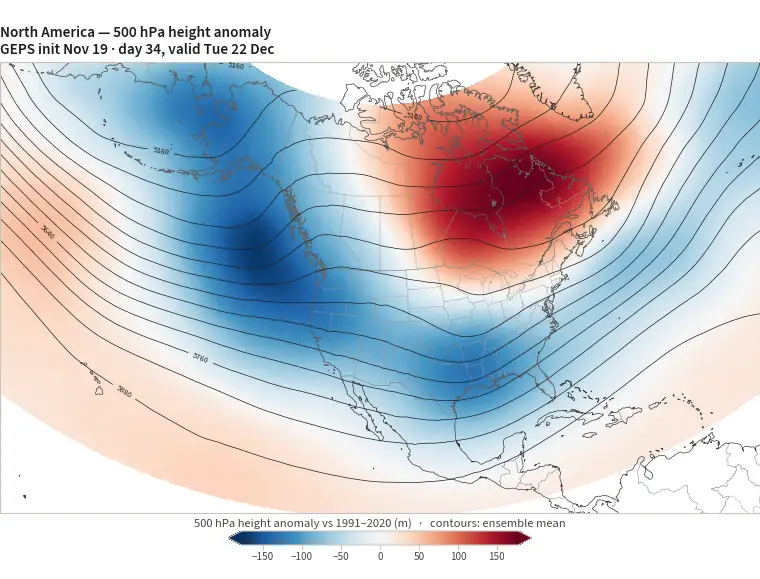 North America — 500 hPa height anomaly
GEPS init Nov 19 · day 34, valid Tue 22 Dec
5160
5160
5160
5640
5760
5880
500 hPa height anomaly vs 1991–2020 (m) · contours: ensemble mean
−150 −100 −50 0 50 100 150